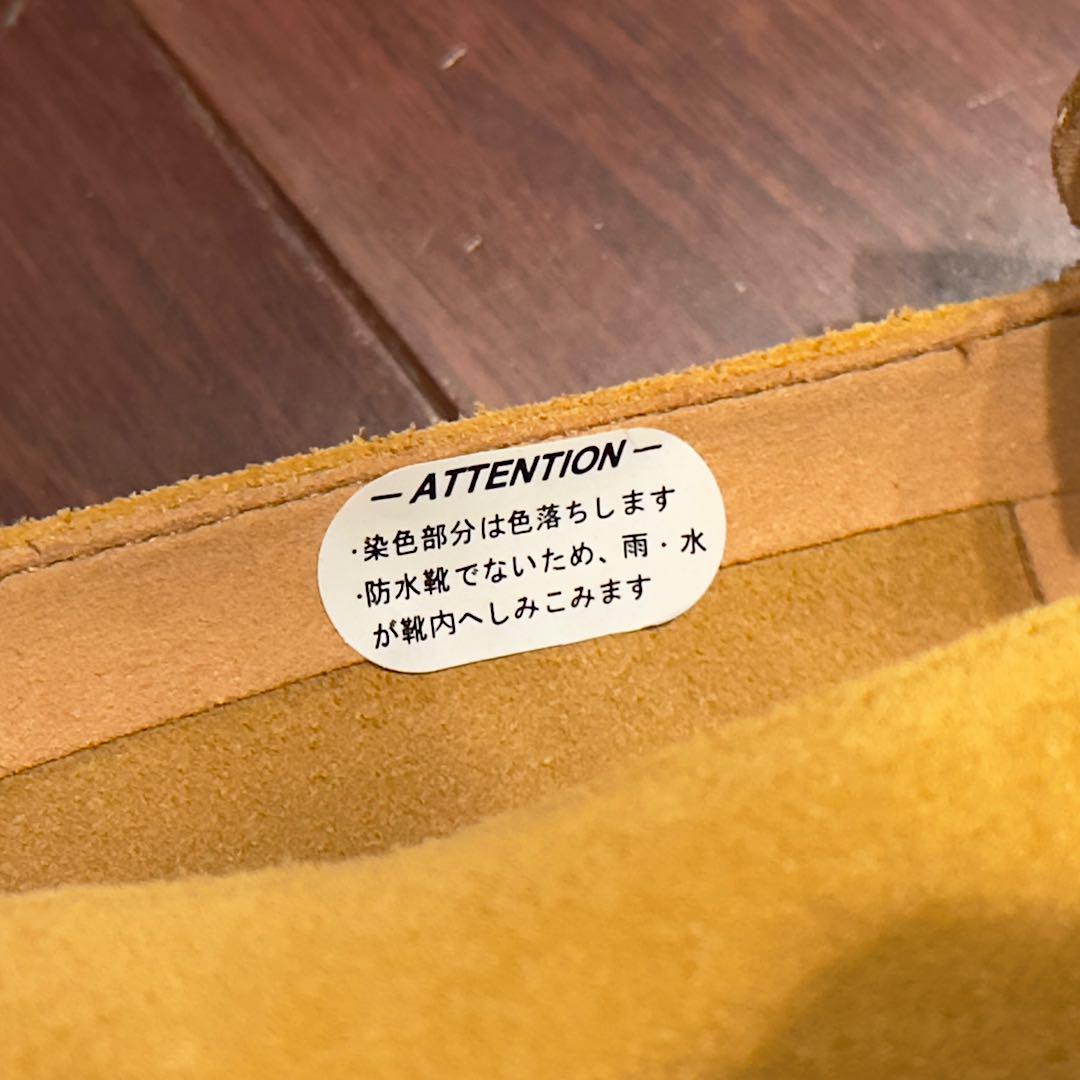 — ATTENTION —
・染色部分は色落ちします
・防水靴でないため、雨・水
が靴内へしみこみます